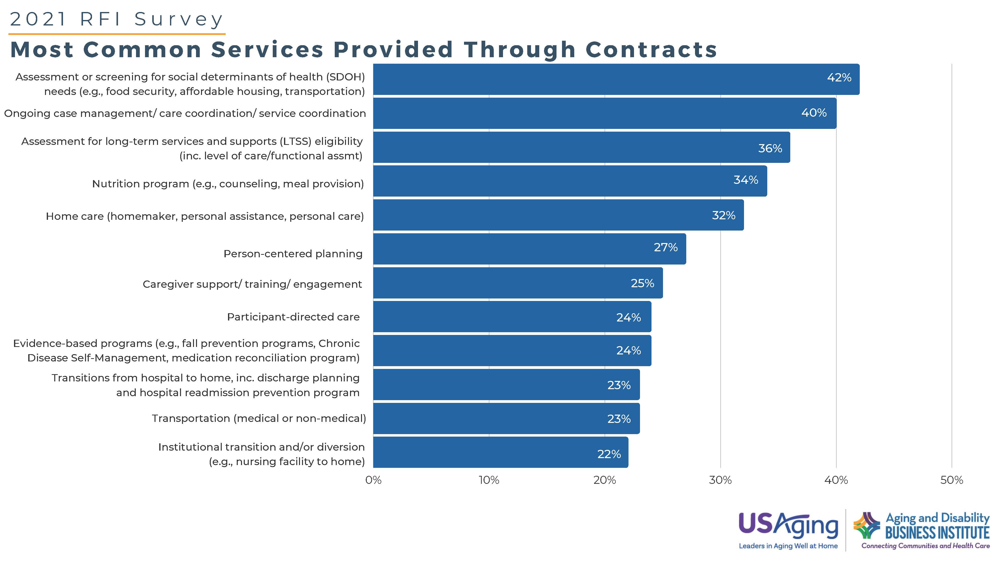 2021 RFI Survey
Most Common Services Provided Through Contracts
Assessment or screening for social determinants of health (SDOH)
needs (e.g., food security, affordable housing, transportation)
42%
Ongoing case management/ care coordination/ service coordination
40%
Assessment for long-term services and supports (LTSS) eligibility
(inc. level of care/functional assmt)
36%
Nutrition program (e.g., counseling, meal provision)
34%
Home care (homemaker, personal assistance, personal care)
32%
Person-centered planning
27%
Caregiver support/ training/ engagement
25%
Participant-directed care
24%
Evidence-based programs (e.g., fall prevention programs, Chronic
Disease Self-Management, medication reconciliation program)
24%
Transitions from hospital to home, inc. discharge planning
and hospital readmission prevention program
23%
Transportation (medical or non-medical)
23%
Institutional transition and/or diversion
(e.g., nursing facility to home)
22%
0% 10% 20% 30% 40% 50%
USAging
Leaders in Aging Well at Home
Aging and Disability
BUSINESS INSTITUTE
Connecting Communities and Health Care